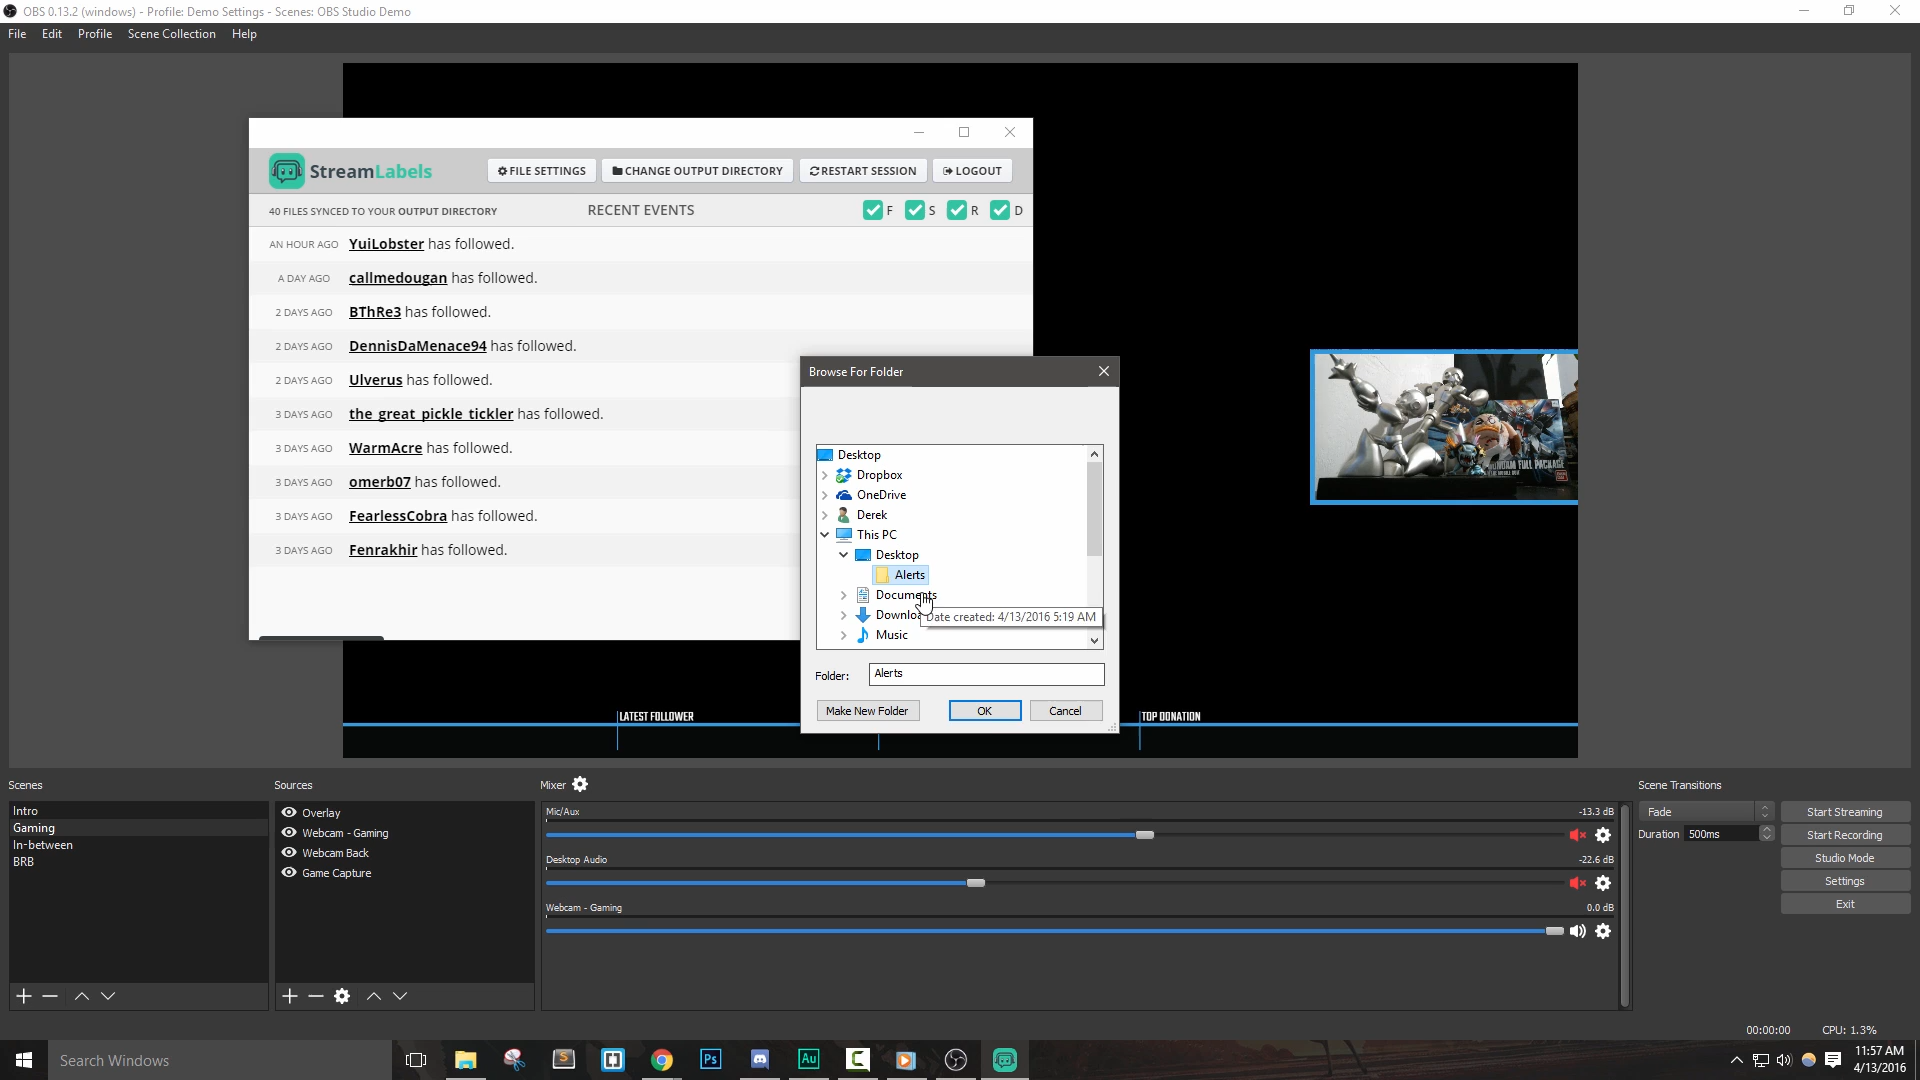 OBS 0.13.2 (windows) - Profile: Demo Settings - Scenes: OBS Studio Demo
File Edit Profile Scene Collection Help
StreamLabels
FILE SETTINGS CHANGE OUTPUT DIRECTORY RESTART SESSION LOGOUT
40 FILES SYNCED TO YOUR OUTPUT DIRECTORY RECENT EVENTS F S R D
AN HOUR AGO YuiLobster has followed.
A DAY AGO callmedougan has followed.
2 DAYS AGO BThRe3 has followed.
2 DAYS AGO DennisDaMenace94 has followed.
2 DAYS AGO Ulverus has followed.
3 DAYS AGO the_great_pickle_tickler has followed.
3 DAYS AGO WarmAcre has followed.
3 DAYS AGO omerb07 has followed.
3 DAYS AGO FearlessCobra has followed.
3 DAYS AGO Fenrakhir has followed.
Browse For Folder
Desktop
Dropbox
OneDrive
Derek
This PC
Desktop
Alerts
Documents
Downloa
Date created: 4/13/2016 5:19 AM
Music
Folder: Alerts
Make New Folder OK Cancel
FULL PACKAGE
LATEST FOLLOWER
TOP DONATION
Scenes
Intro
Gaming
In-between
BRB
Sources
Overlay
Webcam - Gaming
Webcam Back
Game Capture
Mixer
Mic/Aux -13.3 dB
Desktop Audio -22.6 dB
Webcam - Gaming 0.0 dB
Scene Transitions
Fade
Duration 500ms
Start Streaming
Start Recording
Studio Mode
Settings
Exit
00:00:00 CPU: 1.3%
Search Windows
Ps
Au
11:57 AM
4/13/2016